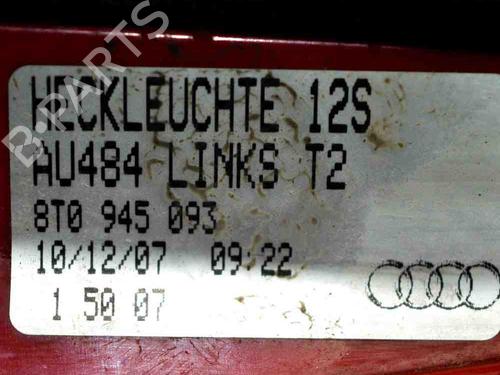 HECKLEUCHTE 12S
AU484 LINKS T2
8T0 945 093
10/12/07 09:22
1 50 07